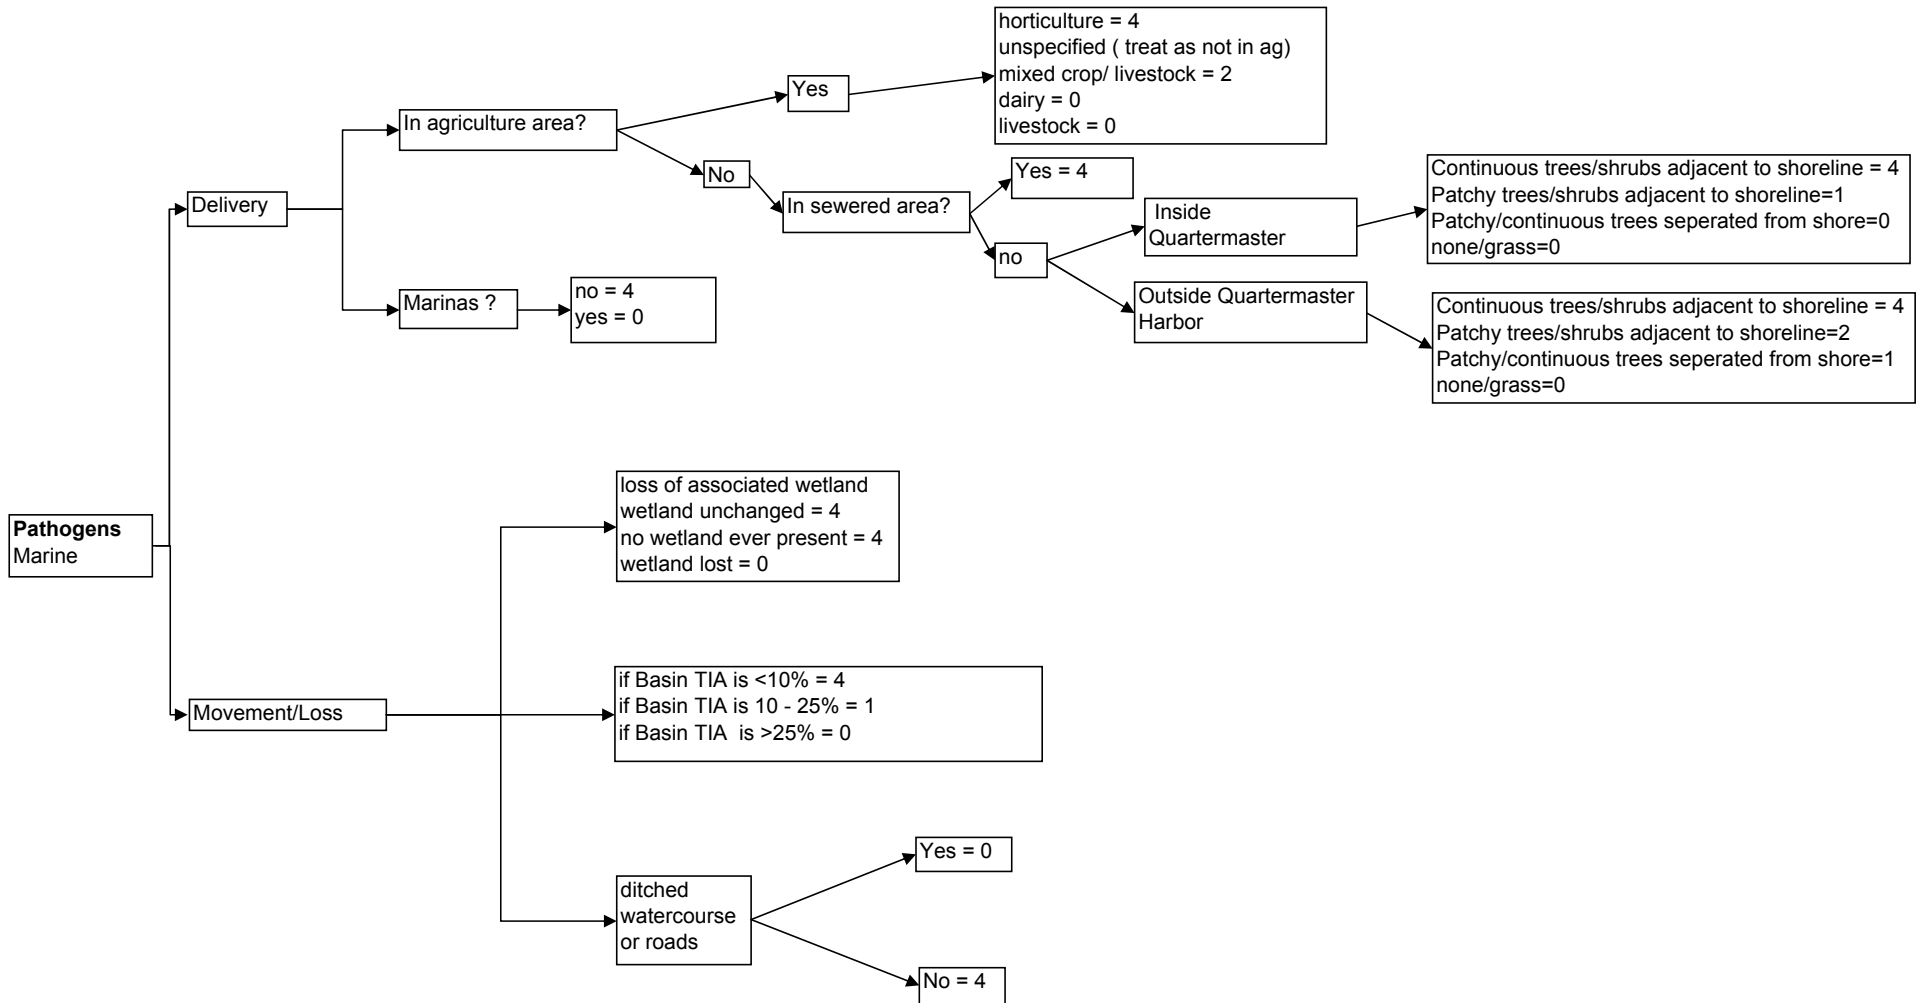 horticulture = 4
unspecified ( treat as not in ag)
mixed crop/ livestock = 2
dairy = 0
livestock = 0
Yes
In agriculture area?
No
Yes = 4
In sewered area?
no
Inside
Quartermaster
Continuous trees/shrubs adjacent to shoreline = 4
Patchy trees/shrubs adjacent to shoreline=1
Patchy/continuous trees seperated from shore=0
none/grass=0
Delivery
Marinas ?
no = 4
yes = 0
Outside Quartermaster
Harbor
Continuous trees/shrubs adjacent to shoreline = 4
Patchy trees/shrubs adjacent to shoreline=2
Patchy/continuous trees seperated from shore=1
none/grass=0
Pathogens
Marine
loss of associated wetland
wetland unchanged = 4
no wetland ever present = 4
wetland lost = 0
Movement/Loss
if Basin TIA is <10% = 4
if Basin TIA is 10 - 25% = 1
if Basin TIA  is >25% = 0
ditched
watercourse
or roads
Yes = 0
No = 4